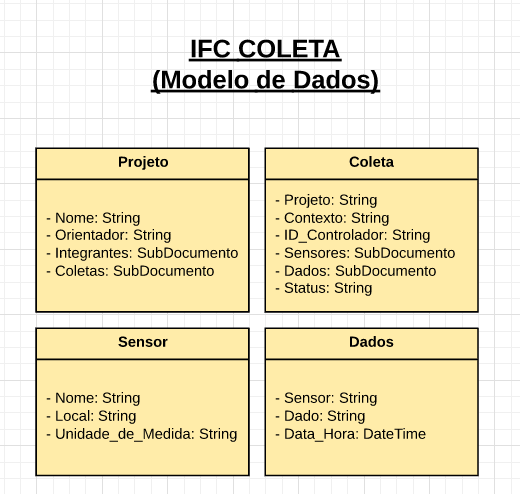 IFC COLETA
(Modelo de Dados)
Projeto
- Nome: String
- Orientador: String
- Integrantes: SubDocumento
- Coletas: SubDocumento
Coleta
- Projeto: String
- Contexto: String
- ID_Controlador: String
- Sensores: SubDocumento
- Dados: SubDocumento
- Status: String
Sensor
- Nome: String
- Local: String
- Unidade_de_Medida: String
Dados
- Sensor: String
- Dado: String
- Data_Hora: DateTime